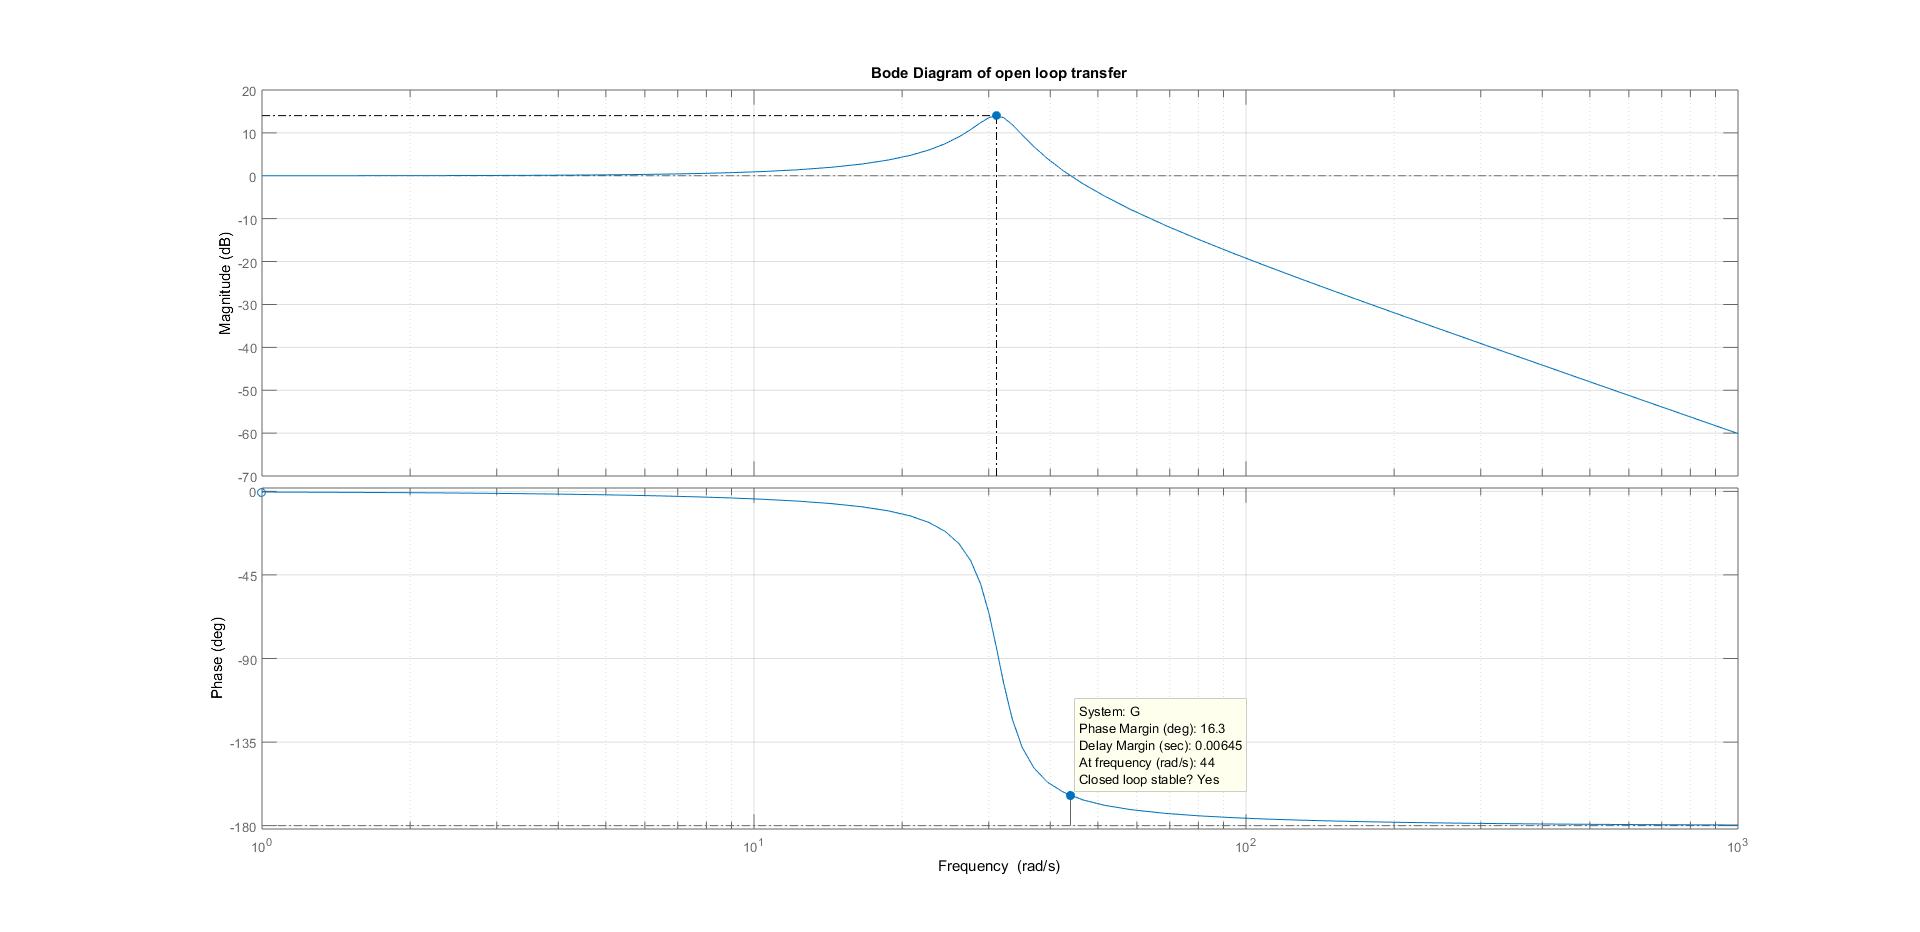 Bode Diagram of open loop transfer
20
10
0
-10
-20
-30
-40
-50
-60
-70
Magnitude (dB)
0
-45
-90
-135
-180
Phase (deg)
System: G
Phase Margin (deg): 16.3
Delay Margin (sec): 0.00645
At frequency (rad/s): 44
Closed loop stable? Yes
10^0 10^1 10^2 10^3
Frequency (rad/s)